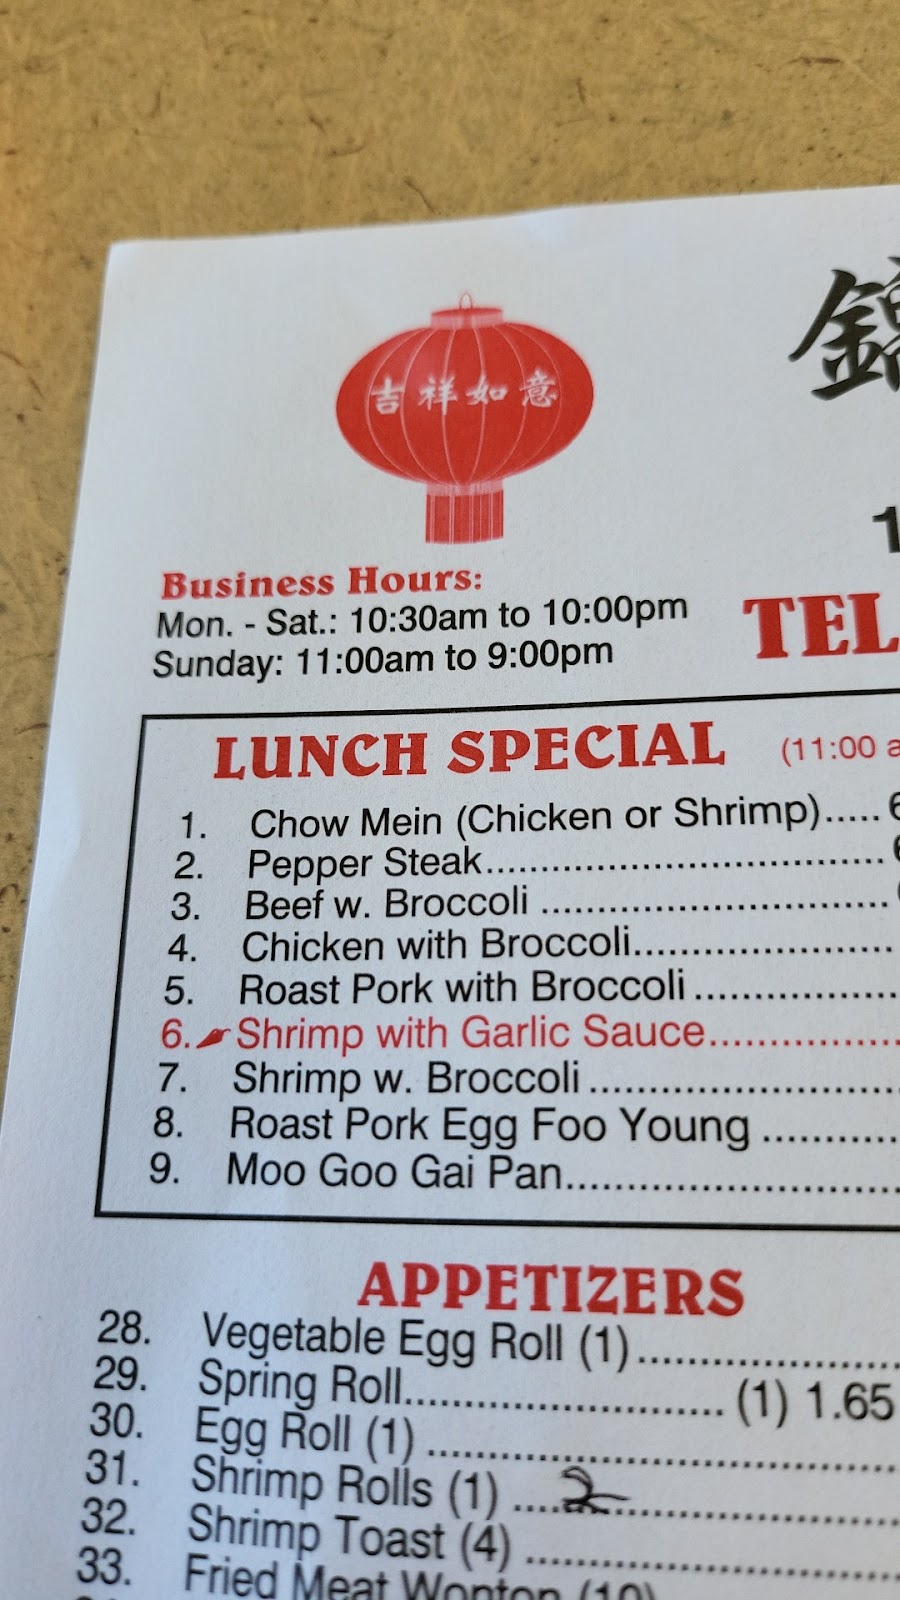 吉祥如意
Business Hours:
Mon. - Sat.: 10:30am to 10:00pm
Sunday: 11:00am to 9:00pm
TEL
LUNCH SPECIAL (11:00
1. Chow Mein (Chicken or Shrimp).....
2. Pepper Steak...................................
3. Beef w. Broccoli ...............................
4. Chicken with Broccoli.......................
5. Roast Pork with Broccoli ..................
6. Shrimp with Garlic Sauce.................
7. Shrimp w. Broccoli ...........................
8. Roast Pork Egg Foo Young ............
9. Moo Goo Gai Pan.............................
APPETIZERS
28. Vegetable Egg Roll (1).......................
29. Spring Roll............................ (1) 1.65
30. Egg Roll (1) .........................................
31. Shrimp Rolls (1) ....2........................
32. Shrimp Toast (4) ................................
33. Fried Meat Wonton (10)